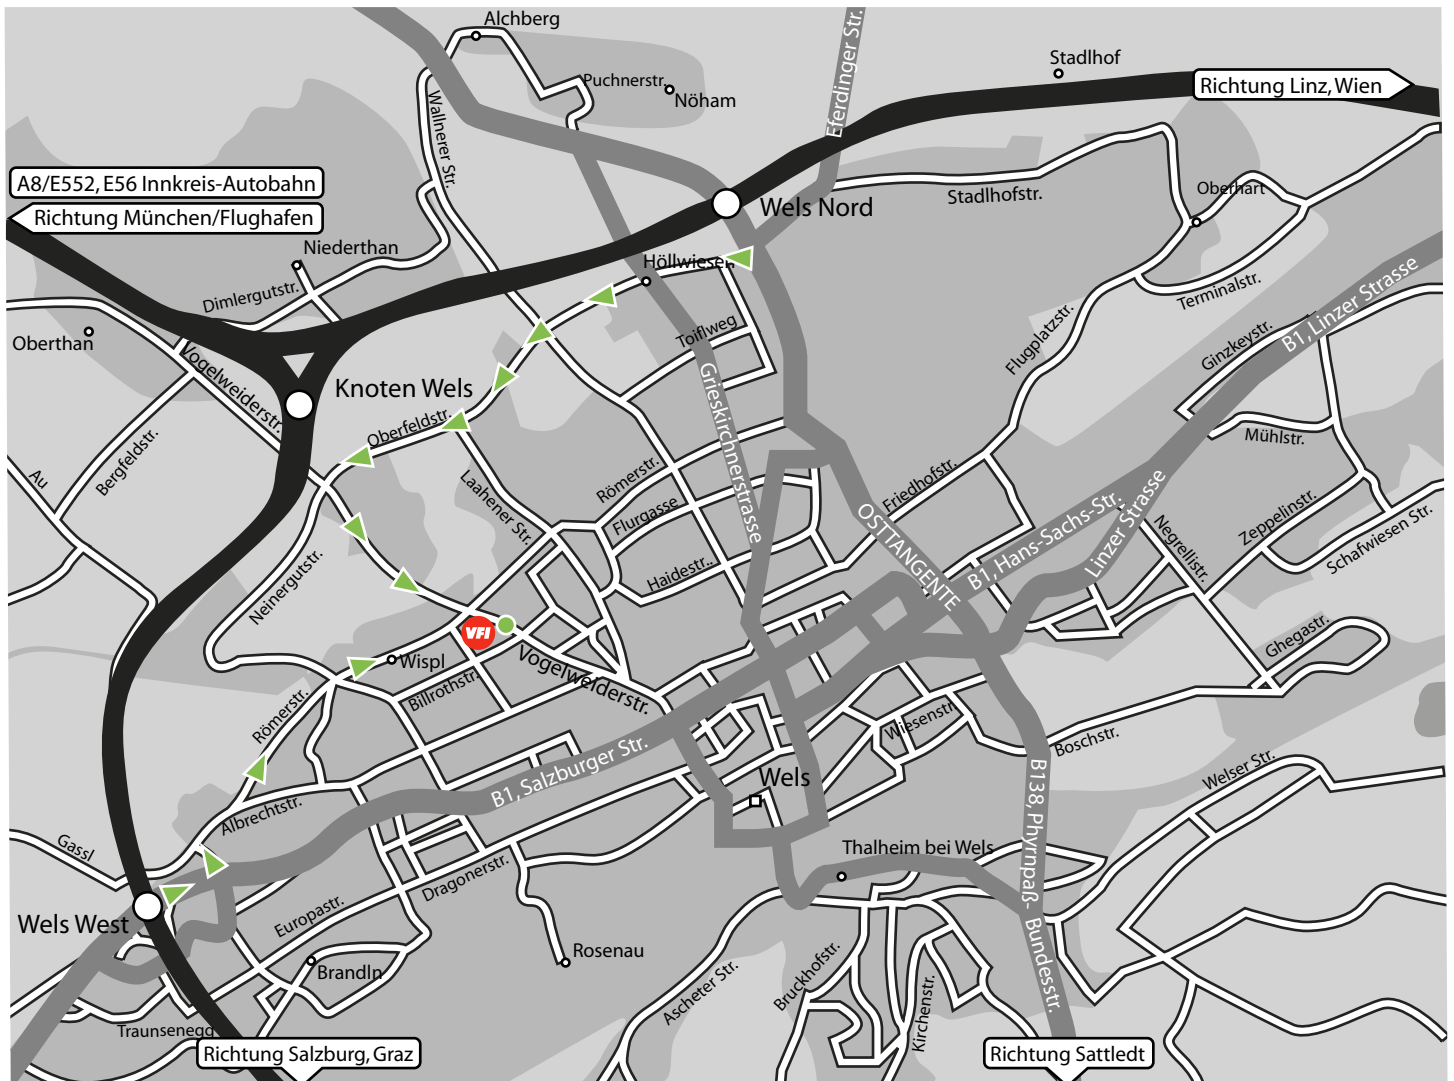 Alchberg
Eferdinger Str.
Stadlhof
Puchnerstr.
Nöham
Richtung Linz, Wien
Wallnerer Str.
A8/E552, E56 Innkreis-Autobahn
Richtung München/Flughafen
Wels Nord
Stadlhofstr.
Oberhart
Niederthan
Höllwiesen
Dimlergutstr.
Terminalstr.
B1, Linzer Strasse
Oberthan
Vogelweiderstr.
Toiflweg
Flugplatzstr.
Ginzkeystr.
Knoten Wels
Grieskirchnerstrasse
Oberfeldstr.
Mühlstr.
Bergfeldstr.
Au
Laahener Str.
Römerstr.
Flurgasse
Friedhofstr.
OSTTANGENTE
B1, Hans-Sachs-Str.
Linzer Strasse
Negrellistr.
Zeppelinstr.
Schafwiesen Str.
Neinergutstr.
Haidestr..
VFI
Wispl
Vogelweiderstr.
Ghegastr.
Billrothstr.
Römerstr.
Wiesenstr.
Boschstr.
B1, Salzburger Str.
Wels
Welser Str.
Albrechtstr.
B138, Phyrnpaß-Bundesstr.
Gassl
Dragonerstr.
Thalheim bei Wels
Wels West
Europastr.
Brandln
Rosenau
Ascheter Str.
Bruckhofstr.
Kirchenstr.
Traunsenegg
Richtung Salzburg, Graz
Richtung Sattledt